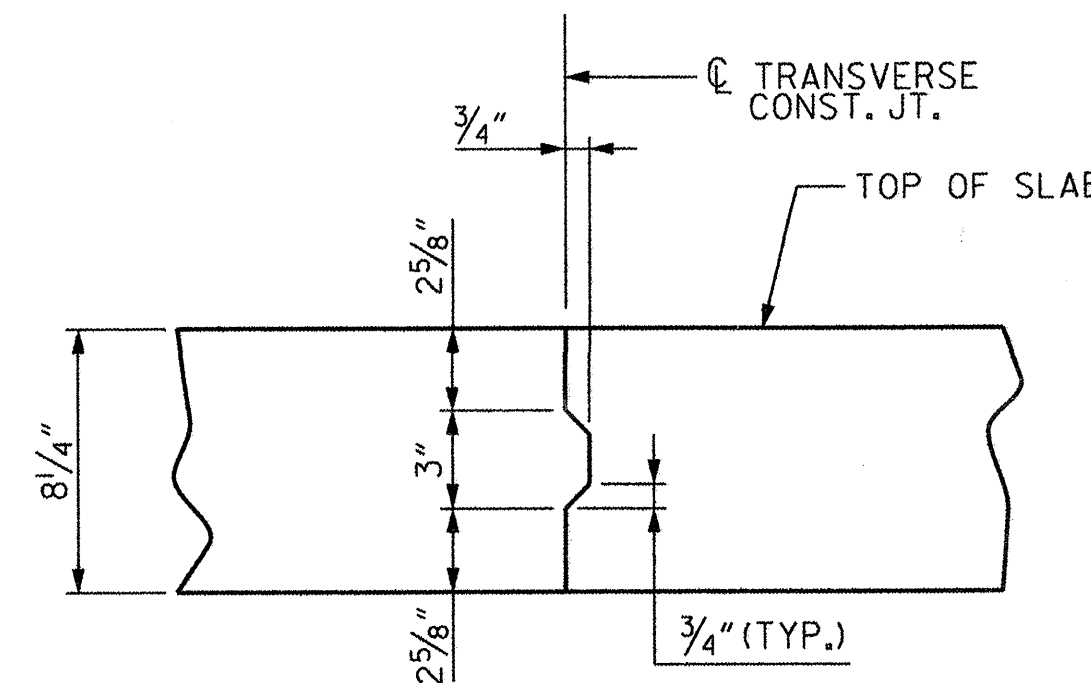 ℄ TRANSVERSE
CONST. JT.
3/4"
TOP OF SLAB
2 5/8"
8 1/4"
3"
2 5/8"
3/4" (TYP.)